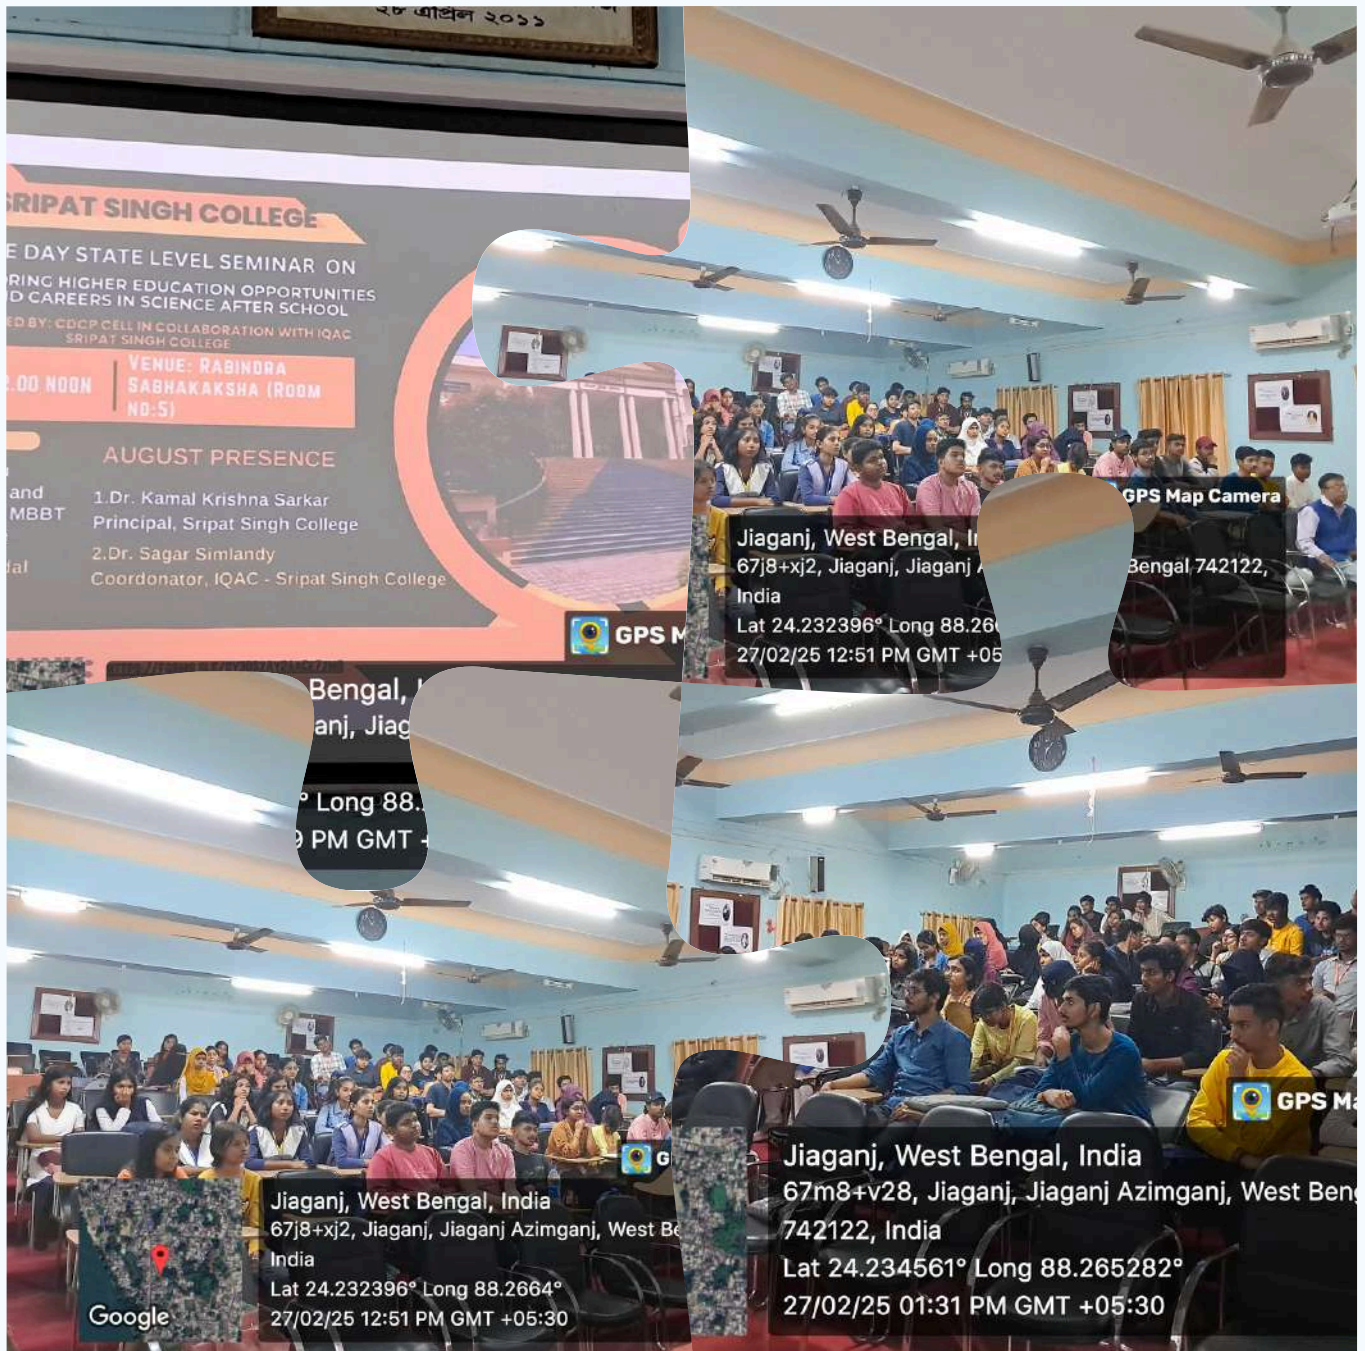 ২৮ এপ্রিল ২০১১
SRIPAT SINGH COLLEGE
E DAY STATE LEVEL SEMINAR ON
RING HIGHER EDUCATION OPPORTUNITIES
D CAREERS IN SCIENCE AFTER SCHOOL
ED BY: CDCP CELL IN COLLABORATION WITH IQAC
SRIPAT SINGH COLLEGE
2.00 NOON
VENUE: RABINDRA
SABHAKAKSHA (ROOM
NO:5)
AUGUST PRESENCE
and
MBBT
dal
1.Dr. Kamal Krishna Sarkar
Principal, Sripat Singh College
2.Dr. Sagar Simlandy
Coordonator, IQAC - Sripat Singh College
GPS M
Bengal, I
anj, Jiag
° Long 88.
9 PM GMT +
GPS Map Camera
Jiaganj, West Bengal, In
67j8+xj2, Jiaganj, Jiaganj A
Bengal 742122,
India
Lat 24.232396° Long 88.266
27/02/25 12:51 PM GMT +05
G
Jiaganj, West Bengal, India
67j8+xj2, Jiaganj, Jiaganj Azimganj, West Be
India
Lat 24.232396° Long 88.2664°
27/02/25 12:51 PM GMT +05:30
Google
GPS Ma
Jiaganj, West Bengal, India
67m8+v28, Jiaganj, Jiaganj Azimganj, West Beng
742122, India
Lat 24.234561° Long 88.265282°
27/02/25 01:31 PM GMT +05:30